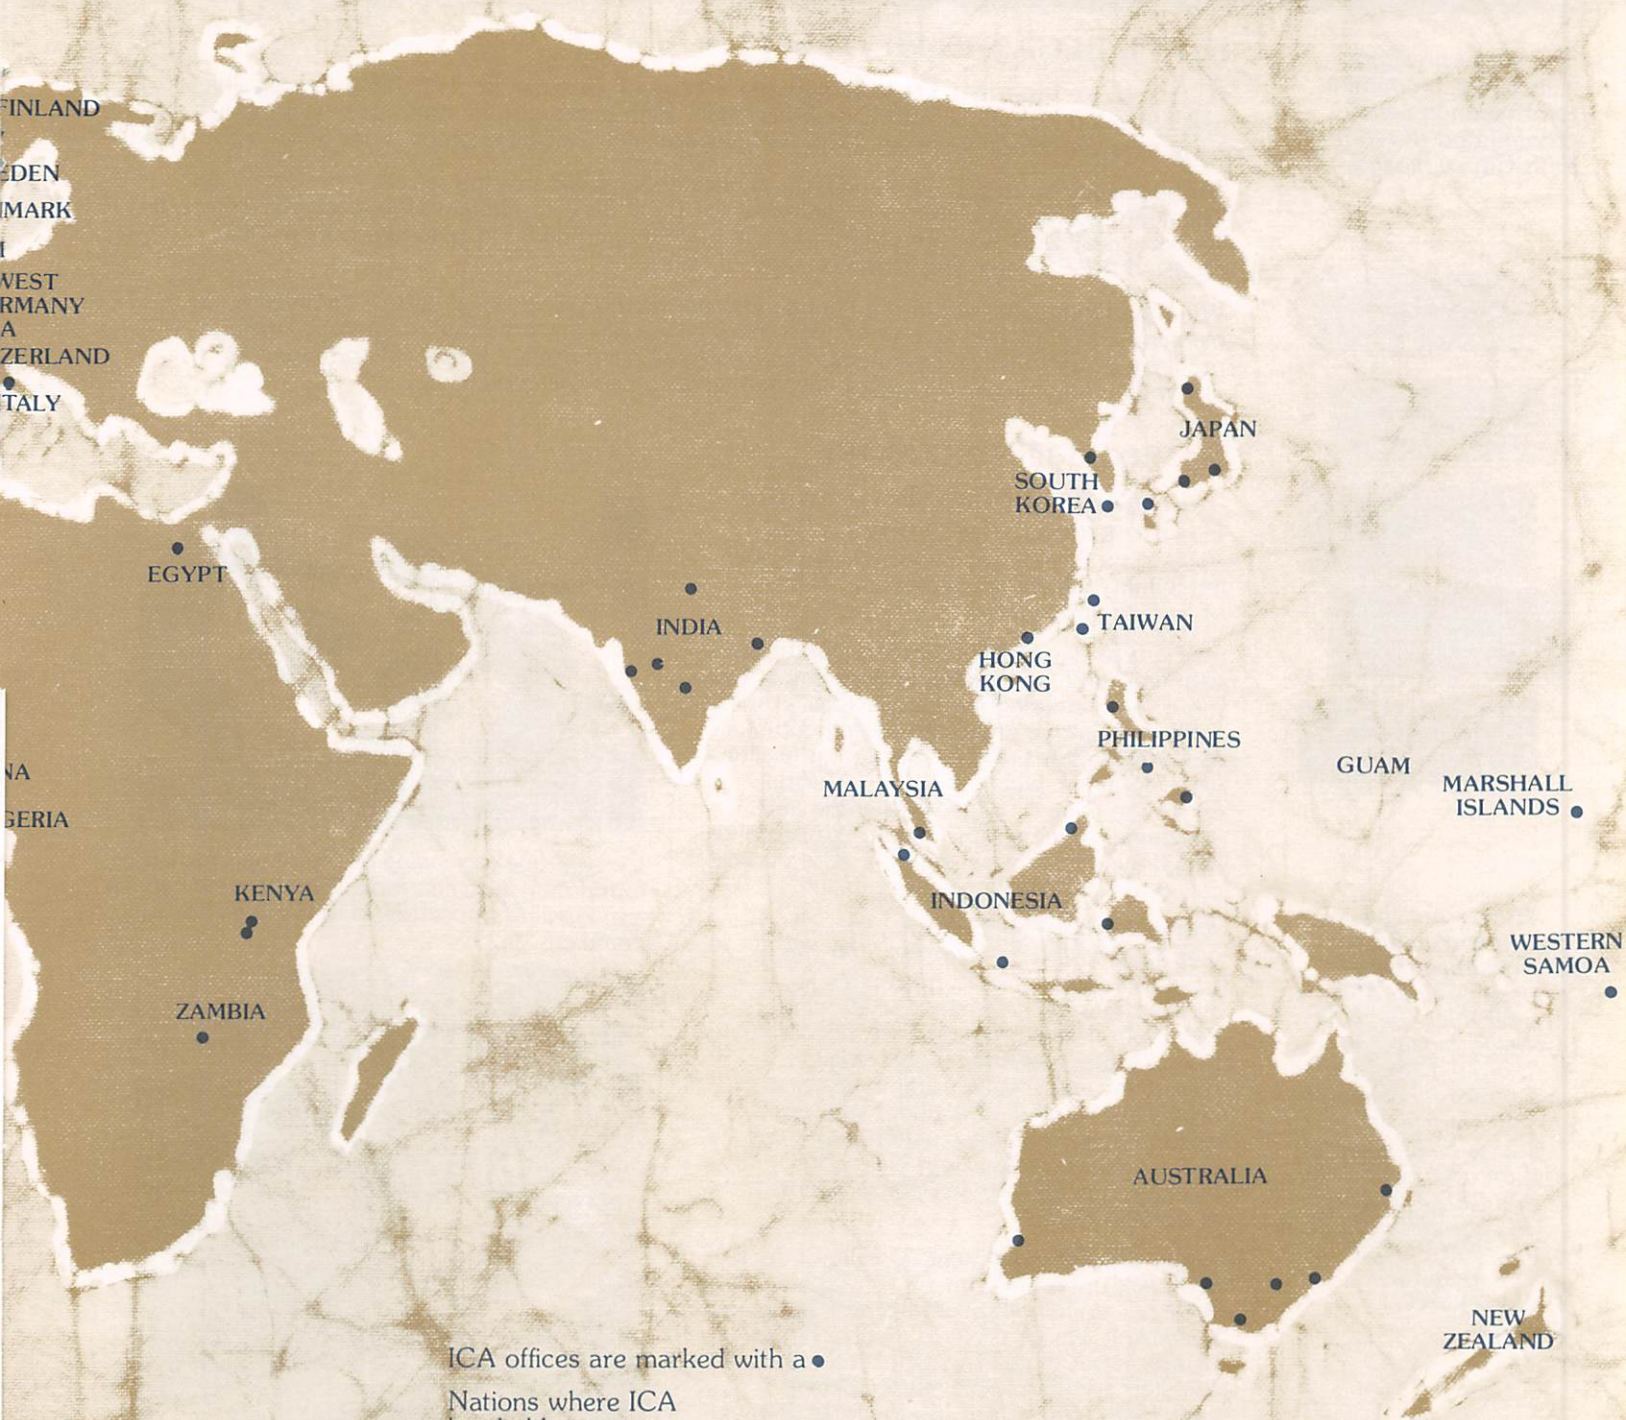 FINLAND
EDEN
MARK
WEST
RMANY
A
ZERLAND
ITALY
JAPAN
SOUTH
KOREA
EGYPT
INDIA
TAIWAN
HONG
KONG
PHILIPPINES
GUAM
NA
MARSHALL
ISLANDS
MALAYSIA
GERIA
KENYA
INDONESIA
WESTERN
SAMOA
ZAMBIA
AUSTRALIA
NEW
ZEALAND
ICA offices are marked with a ●
Nations where ICA